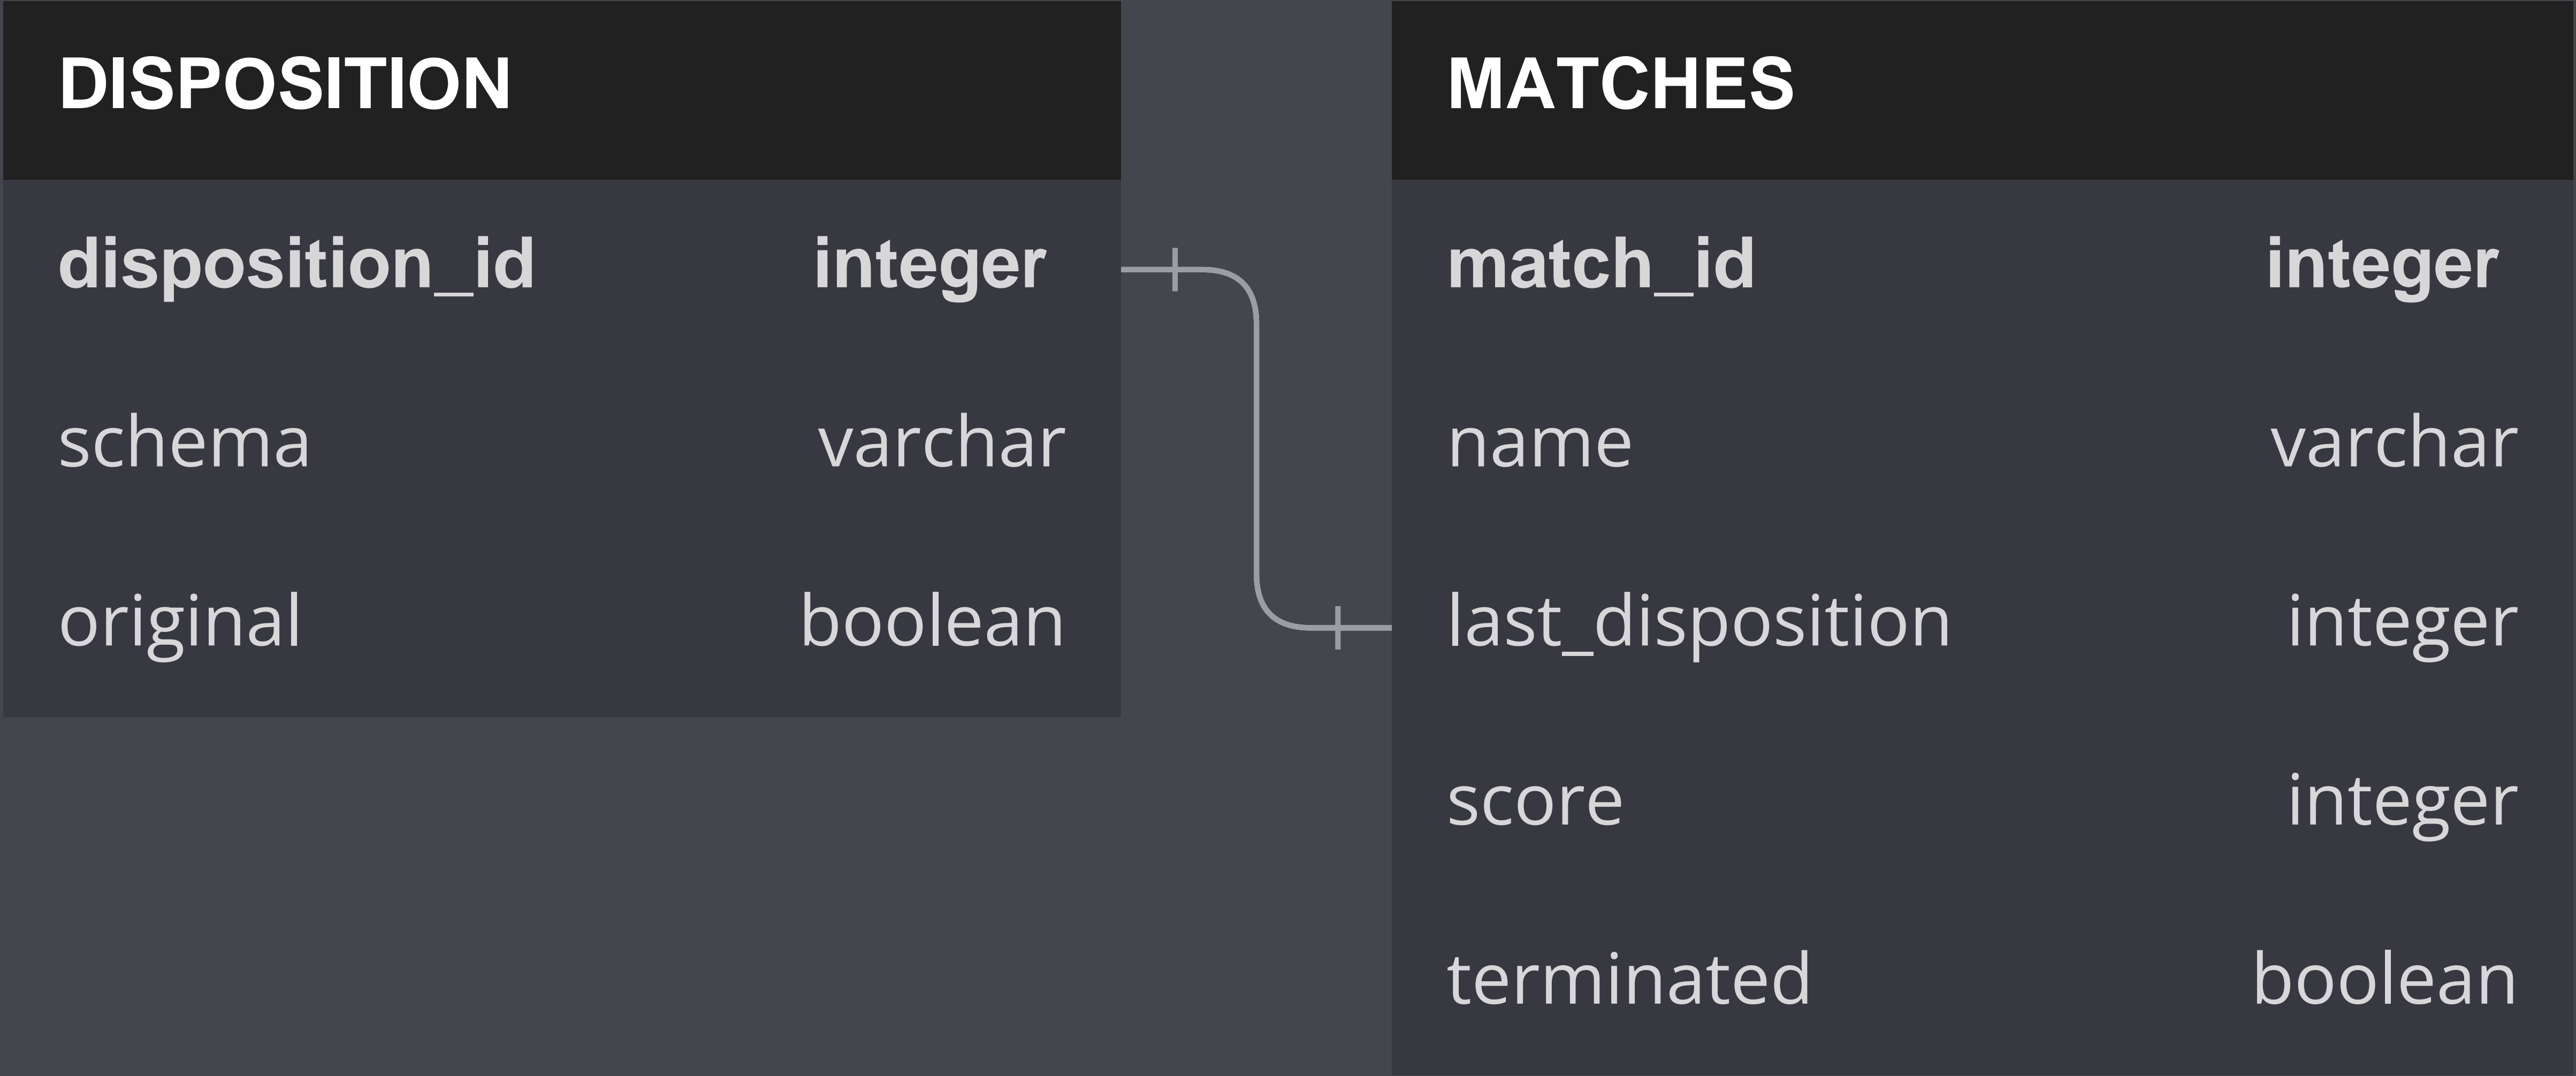 DISPOSITION
disposition_id integer
schema varchar
original boolean
MATCHES
match_id integer
name varchar
last_disposition integer
score integer
terminated boolean